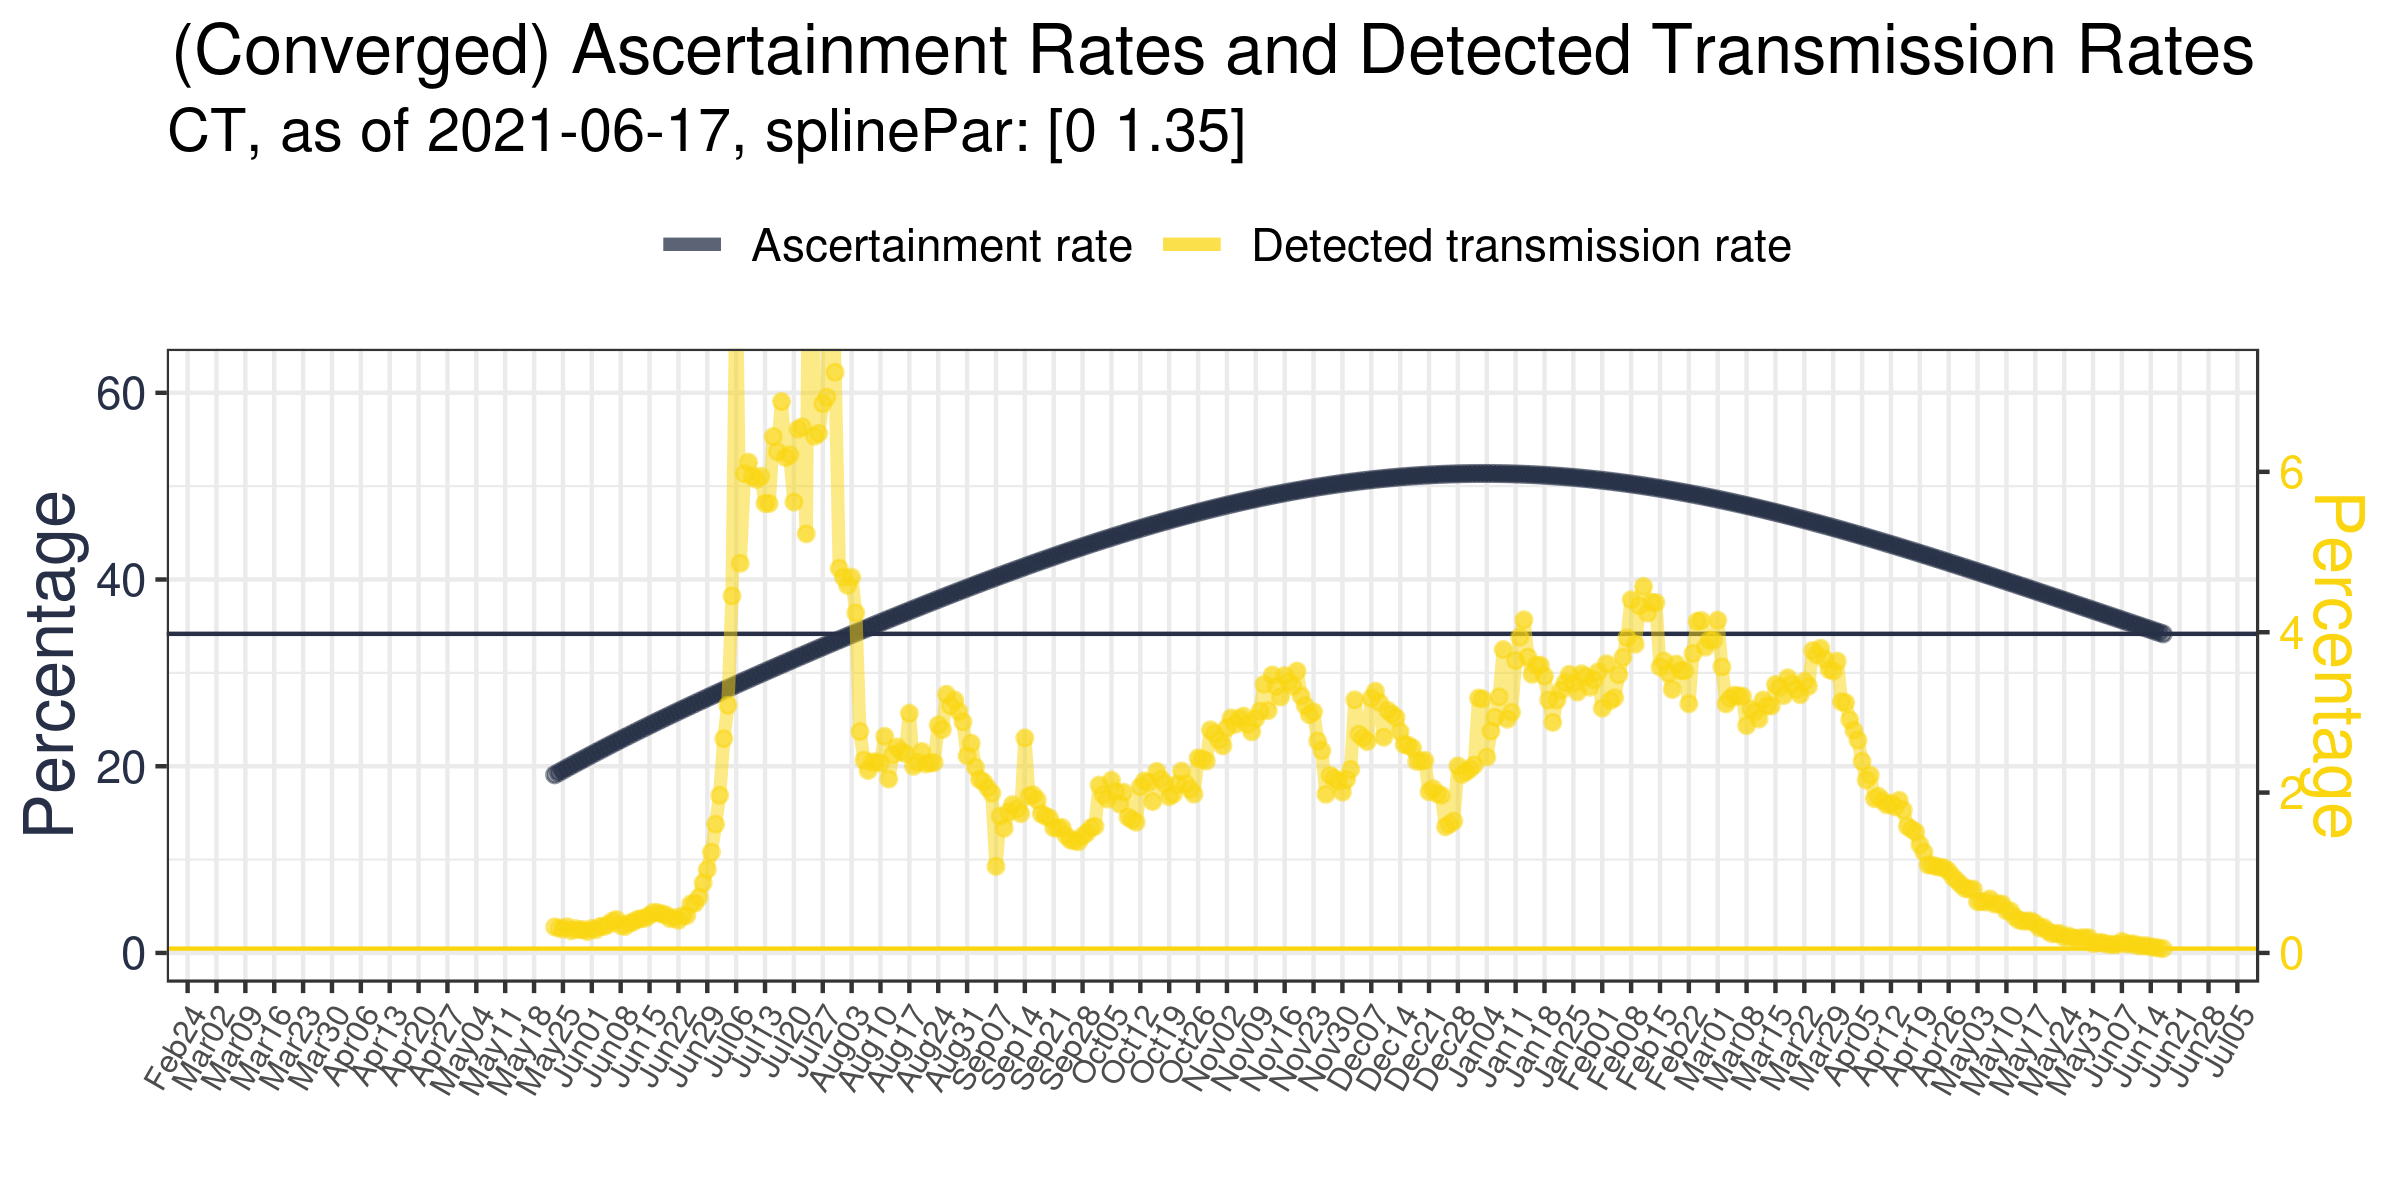 (Converged) Ascertainment Rates and Detected Transmission Rates
CT, as of 2021-06-17, splinePar: [0 1.35]
Ascertainment rate Detected transmission rate
Percentage
60
40
20
0
6
4
2
0
Percentage
Feb24 Mar02 Mar09 Mar16 Mar23 Mar30 Apr06 Apr13 Apr20 Apr27 May04 May11 May18 May25 Jun01 Jun08 Jun15 Jun22 Jun29 Jul06 Jul13 Jul20 Jul27 Aug03 Aug10 Aug17 Aug24 Aug31 Sep07 Sep14 Sep21 Sep28 Oct05 Oct12 Oct19 Oct26 Nov02 Nov09 Nov16 Nov23 Nov30 Dec07 Dec14 Dec21 Dec28 Jan04 Jan11 Jan18 Jan25 Feb01 Feb08 Feb15 Feb22 Mar01 Mar08 Mar15 Mar22 Mar29 Apr05 Apr12 Apr19 Apr26 May03 May10 May17 May24 May31 Jun07 Jun14 Jun21 Jun28 Jul05